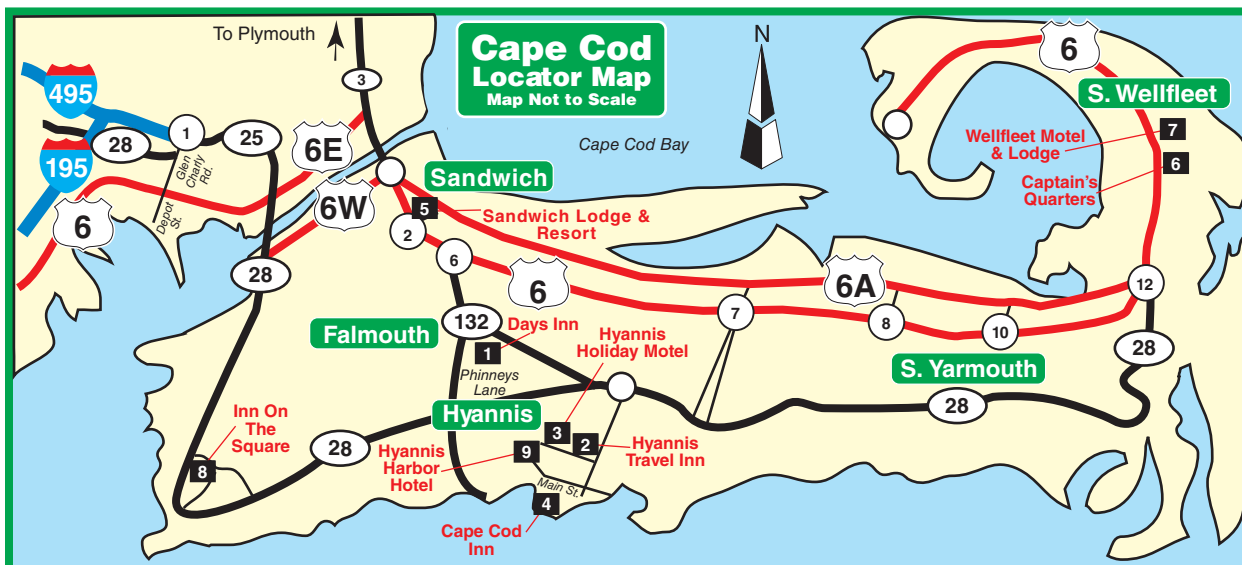 To Plymouth
Cape Cod
Locator Map
Map Not to Scale
N
6
495
3
S. Wellfleet
28
1
25
6E
Cape Cod Bay
Wellfleet Motel
& Lodge
7
195
Glen
Charly
Rd.
Sandwich
6
Captain's
Quarters
6
Depot
St.
6W
5
Sandwich Lodge &
Resort
2
28
6
6
6A
12
7
8
10
132
Days Inn
Falmouth
1
Hyannis
Holiday Motel
28
Phinneys
Lane
S. Yarmouth
28
Hyannis
Inn On
The
Square
8
28
Hyannis
Harbor
Hotel
3
2
9
Hyannis
Travel Inn
Main St.
4
Cape Cod
Inn